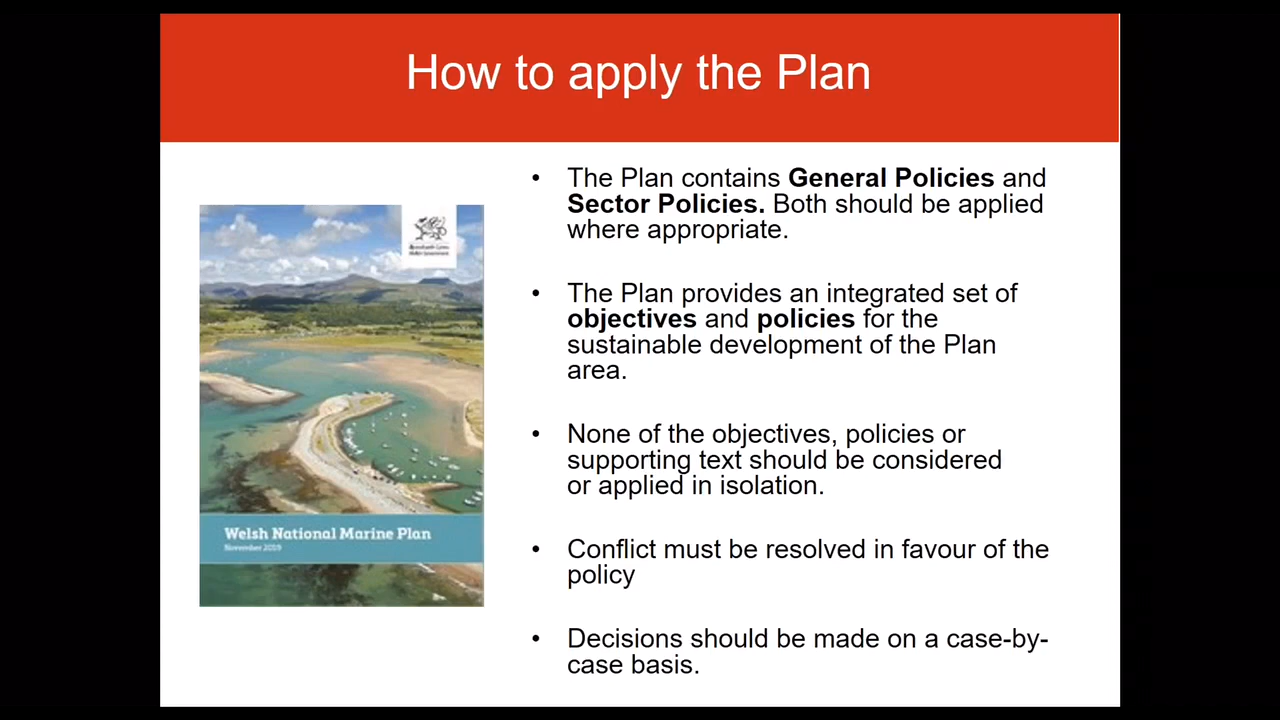 How to apply the Plan
• The Plan contains General Policies and
Sector Policies. Both should be applied
where appropriate.
• The Plan provides an integrated set of
objectives and policies for the
sustainable development of the Plan
area.
• None of the objectives, policies or
supporting text should be considered
or applied in isolation.
• Conflict must be resolved in favour of the
policy
• Decisions should be made on a case-by-
case basis.
Llywodraeth Cymru
Welsh Government
Welsh National Marine Plan
November 2019